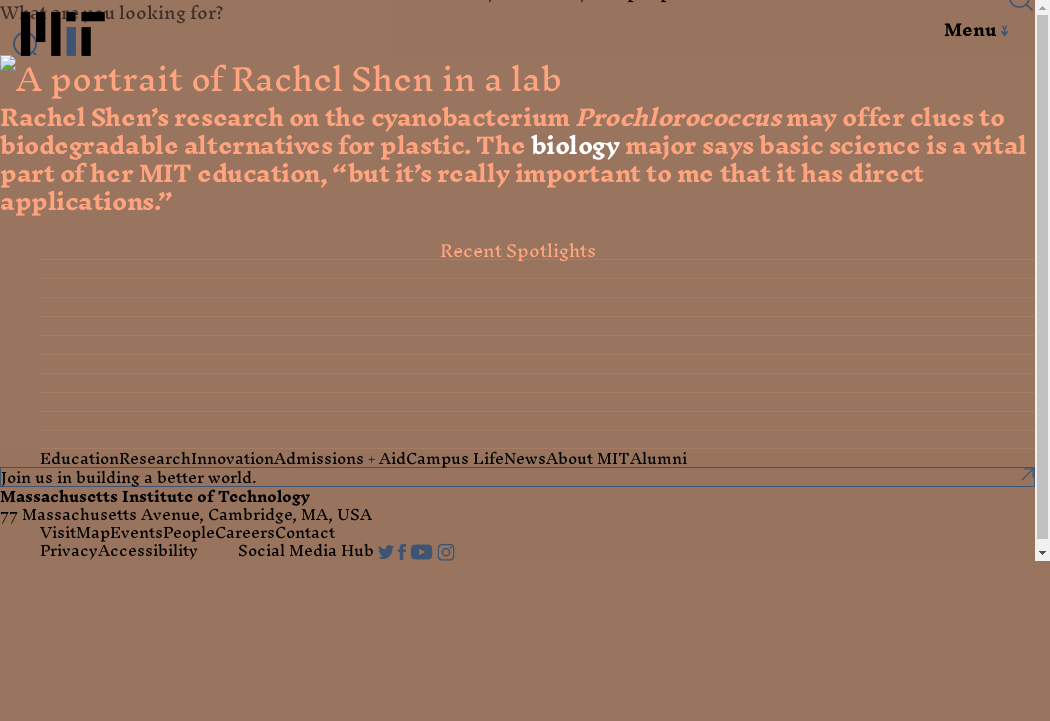 What are you looking for?
MIT
Menu
A portrait of Rachel Shen in a lab
Rachel Shen’s research on the cyanobacterium Prochlorococcus may offer clues to
biodegradable alternatives for plastic. The biology major says basic science is a vital
part of her MIT education, “but it’s really important to me that it has direct
applications.”
Recent Spotlights
EducationResearchInnovationAdmissions + AidCampus LifeNewsAbout MITAlumni
Join us in building a better world.
Massachusetts Institute of Technology
77 Massachusetts Avenue, Cambridge, MA, USA
VisitMapEventsPeopleCareersContact
PrivacyAccessibility Social Media Hub